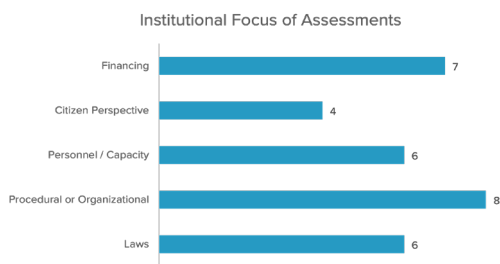 Institutional Focus of Assessments
Financing 7
Citizen Perspective 4
Personnel / Capacity 6
Procedural or Organizational 8
Laws 6